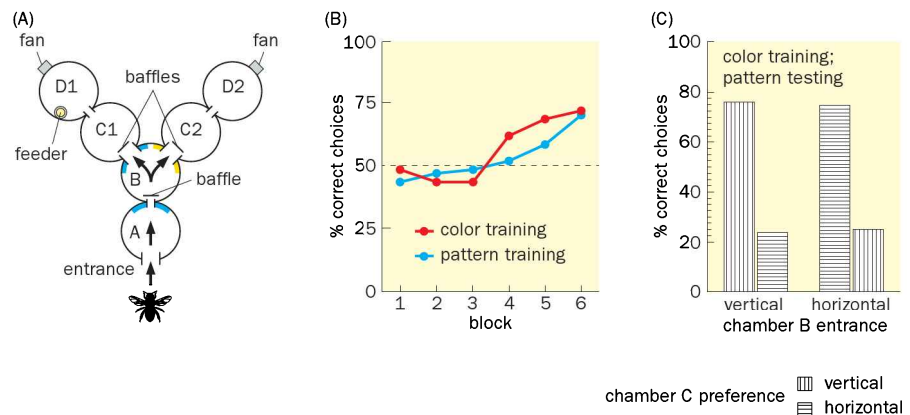 (A)
fan
fan
D1
baffles
D2
C1
C2
feeder
B
baffle
A
entrance
(B)
100
75
50
25
0
% correct choices
color training
pattern training
1 2 3 4 5 6
block
(C)
100
80
60
40
20
0
% correct choices
color training;
pattern testing
vertical horizontal
chamber B entrance
chamber C preference
vertical
horizontal